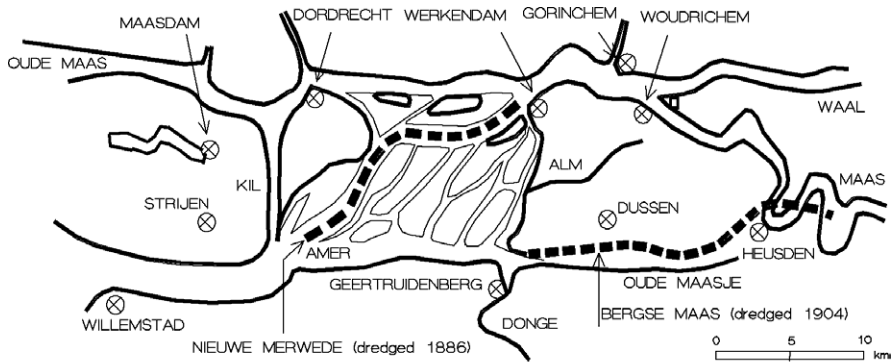 DORDRECHT
WERKENDAM
GORINCHEM
WOUDRICHEM
MAASDAM
OUDE MAAS
WAAL
KIL
ALM
MAAS
STRIJEN
DUSSEN
AMER
HEUSDEN
GEERTRUIDENBERG
OUDE MAASJE
WILLEMSTAD
BERGSE MAAS (dredged 1904)
DONGE
NIEUWE MERWEDE (dredged 1886)
0 5 10
km